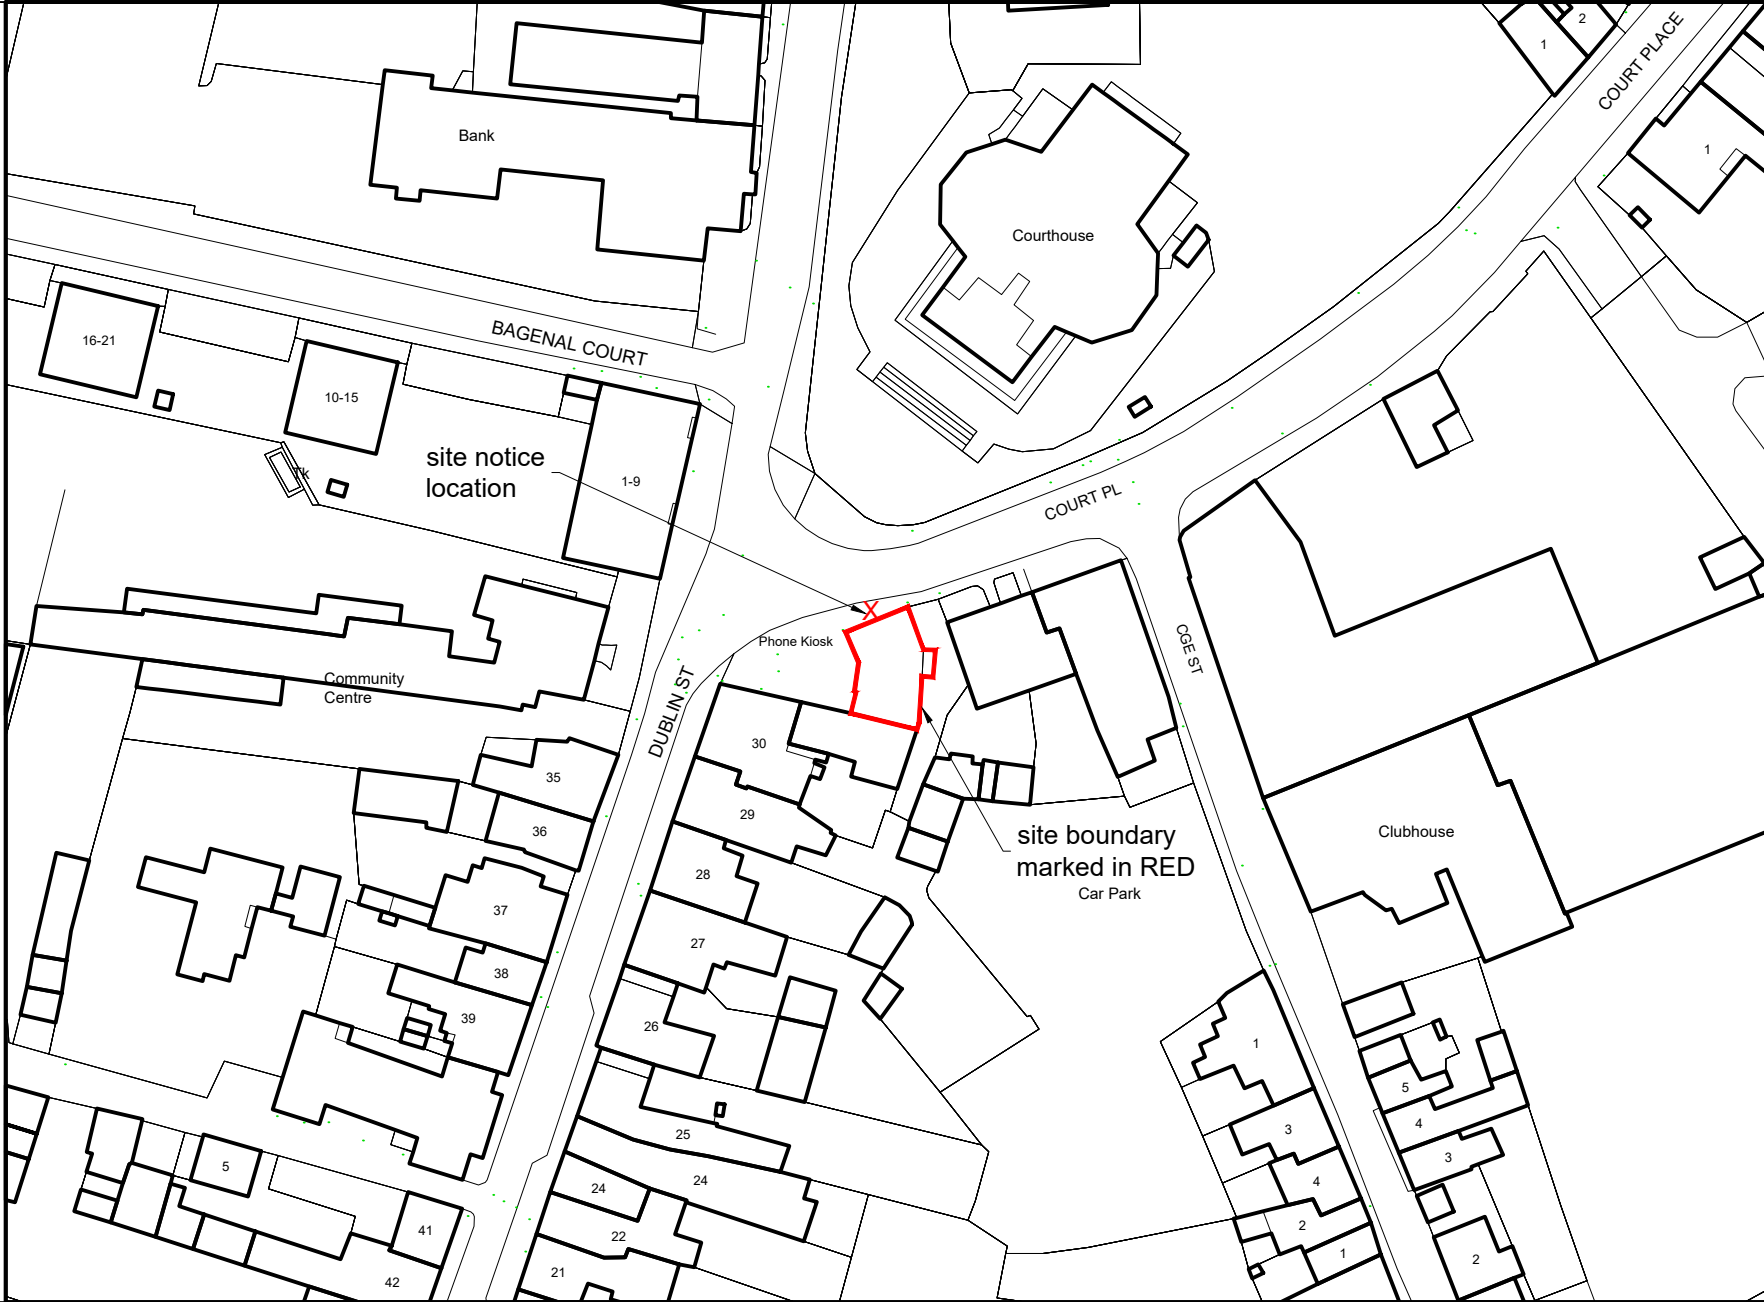 2
1
COURT PLACE
1
Bank
Courthouse
BAGENAL COURT
16-21
10-15
Tk
site notice
location
1-9
COURT PL
X
Phone Kiosk
CGE ST
Community
Centre
DUBLIN ST
30
35
36
29
site boundary
marked in RED
Car Park
Clubhouse
28
37
27
38
39
26
1
5
4
3
3
25
24
24
4
5
2
22
41
1
2
21
42